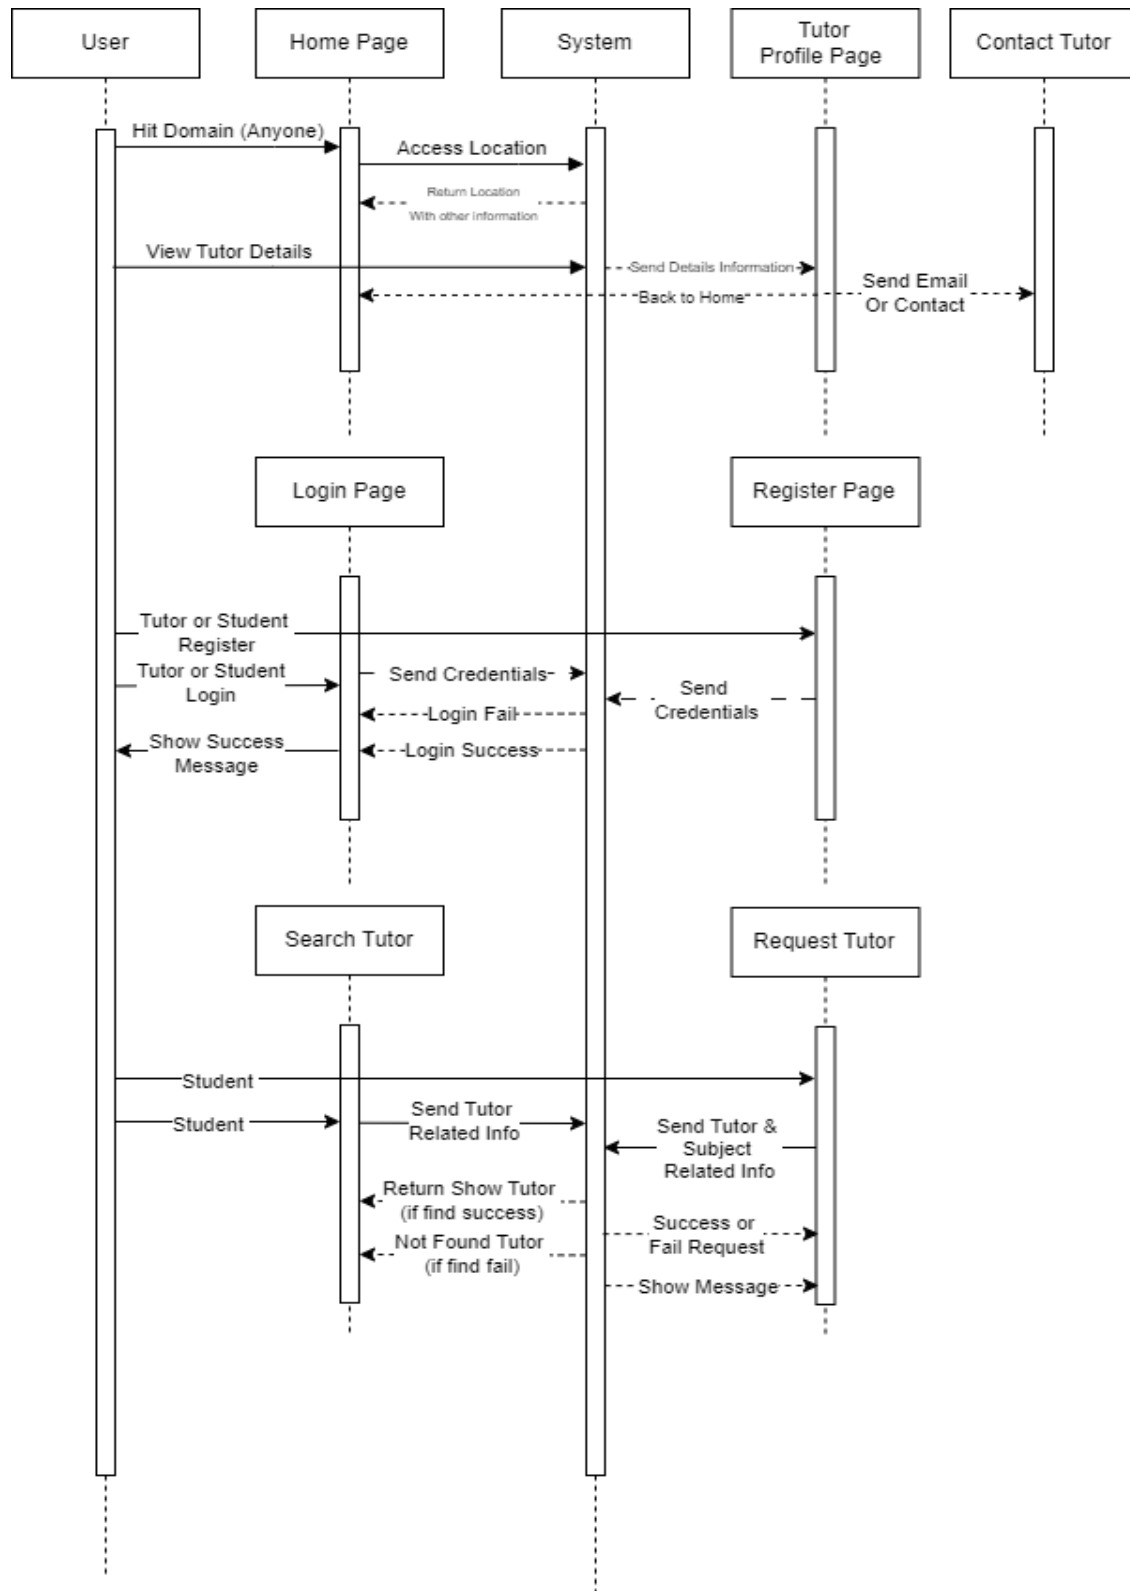 User
Home Page
System
Tutor
Profile Page
Contact Tutor
Hit Domain (Anyone)
Access Location
Return Location
With other information
View Tutor Details
Send Details Information
Back to Home
Send Email
Or Contact
Login Page
Register Page
Tutor or Student
Register
Tutor or Student
Login
Send Credentials
Send
Credentials
Login Fail
Show Success
Message
Login Success
Search Tutor
Request Tutor
Student
Student
Send Tutor
Related Info
Send Tutor &
Subject
Related Info
Return Show Tutor
(if find success)
Success or
Fail Request
Not Found Tutor
(if find fail)
Show Message